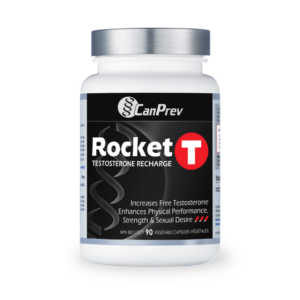 CanPrev
Rocket T
TESTOSTERONE RECHARGE
Increases Free Testosterone
Enhances Physical Performance,
Strength & Sexual Desire
90 VEGETABLE CAPSULES VÉGÉTALES